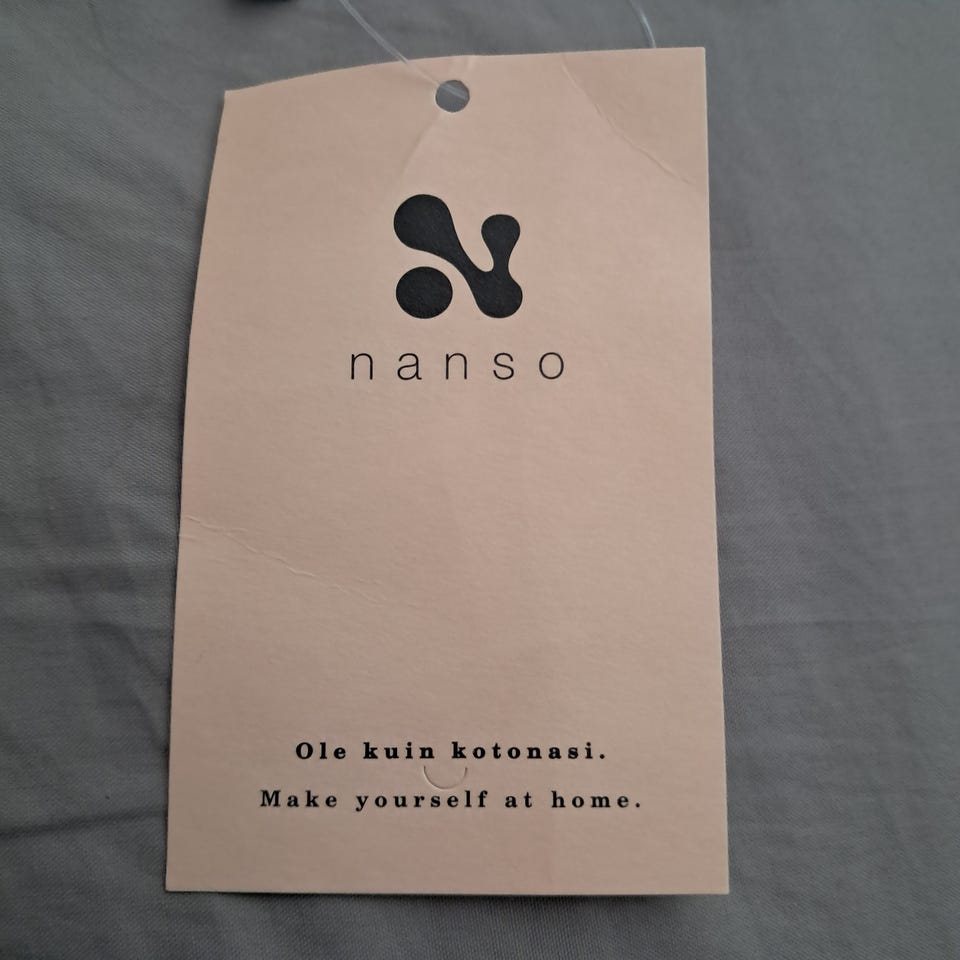 nanso
Ole kuin kotonasi.
Make yourself at home.